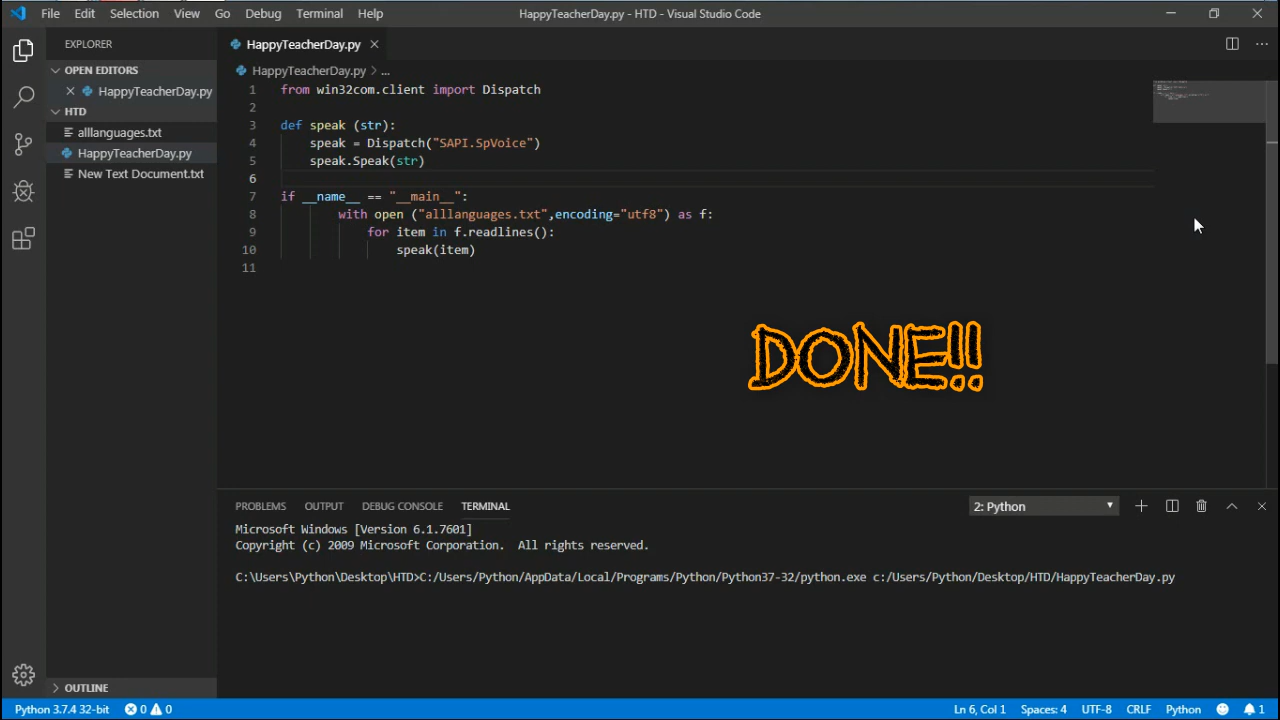 File Edit Selection View Go Debug Terminal Help HappyTeacherDay.py - HTD - Visual Studio Code
EXPLORER
OPEN EDITORS
HappyTeacherDay.py
HTD
alllanguages.txt
HappyTeacherDay.py
New Text Document.txt
OUTLINE
HappyTeacherDay.py
HappyTeacherDay.py > ...
1 from win32com.client import Dispatch
2
3 def speak (str):
4 speak = Dispatch("SAPI.SpVoice")
5 speak.Speak(str)
6
7 if __name__ == "__main__":
8 with open ("alllanguages.txt",encoding="utf8") as f:
9 for item in f.readlines():
10 speak(item)
11
DONE!!
PROBLEMS OUTPUT DEBUG CONSOLE TERMINAL 2: Python
Microsoft Windows [Version 6.1.7601]
Copyright (c) 2009 Microsoft Corporation. All rights reserved.
C:\Users\Python\Desktop\HTD>C:/Users/Python/AppData/Local/Programs/Python/Python37-32/python.exe c:/Users/Python/Desktop/HTD/HappyTeacherDay.py
Python 3.7.4 32-bit 0 0 Ln 6, Col 1 Spaces: 4 UTF-8 CRLF Python 1